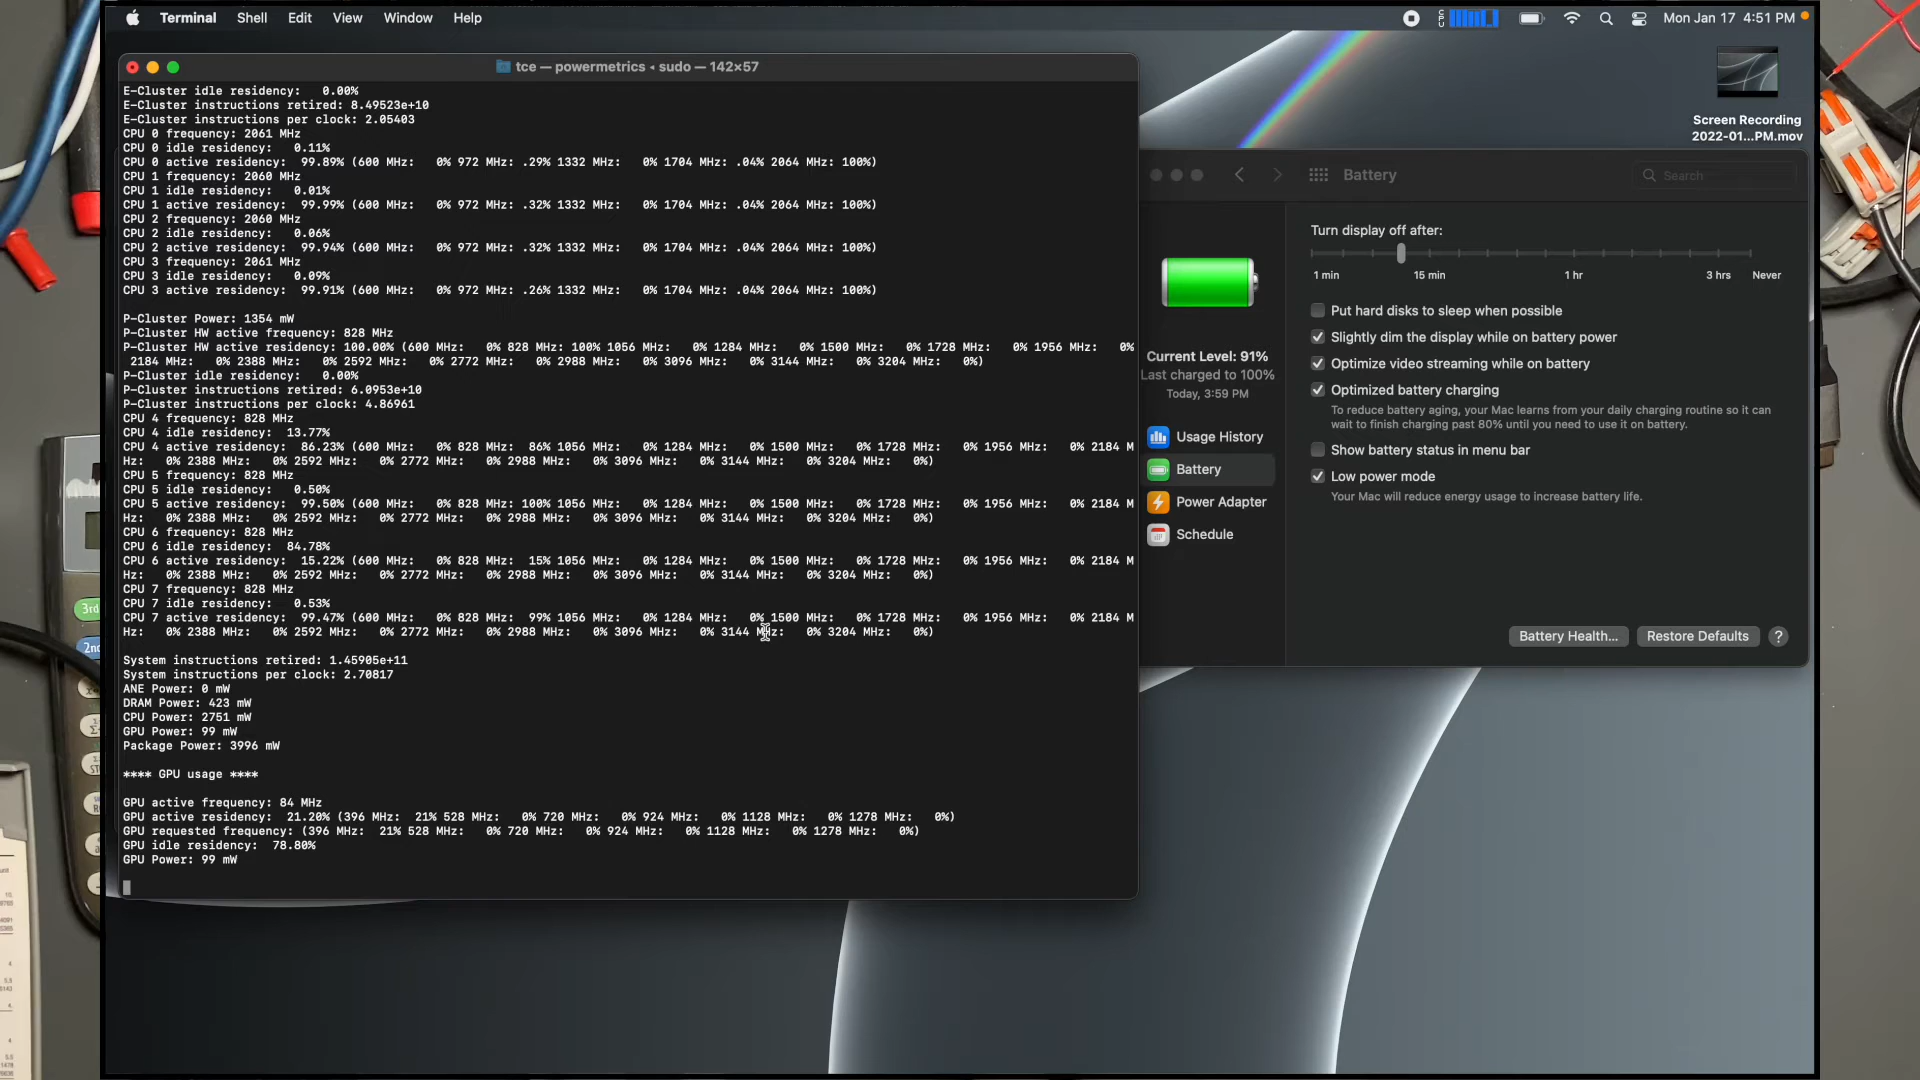 Terminal Shell Edit View Window Help
CPU
Mon Jan 17 4:51 PM
tce — powermetrics ◂ sudo — 142×57
E-Cluster idle residency:   0.00%
E-Cluster instructions retired: 8.49523e+10
E-Cluster instructions per clock: 2.05403
CPU 0 frequency: 2061 MHz
CPU 0 idle residency:   0.11%
CPU 0 active residency:  99.89% (600 MHz:   0% 972 MHz: .29% 1332 MHz:   0% 1704 MHz: .04% 2064 MHz: 100%)
CPU 1 frequency: 2060 MHz
CPU 1 idle residency:   0.01%
CPU 1 active residency:  99.99% (600 MHz:   0% 972 MHz: .32% 1332 MHz:   0% 1704 MHz: .04% 2064 MHz: 100%)
CPU 2 frequency: 2060 MHz
CPU 2 idle residency:   0.06%
CPU 2 active residency:  99.94% (600 MHz:   0% 972 MHz: .32% 1332 MHz:   0% 1704 MHz: .04% 2064 MHz: 100%)
CPU 3 frequency: 2061 MHz
CPU 3 idle residency:   0.09%
CPU 3 active residency:  99.91% (600 MHz:   0% 972 MHz: .26% 1332 MHz:   0% 1704 MHz: .04% 2064 MHz: 100%)
P-Cluster Power: 1354 mW
P-Cluster HW active frequency: 828 MHz
P-Cluster HW active residency: 100.00% (600 MHz:   0% 828 MHz: 100% 1056 MHz:   0% 1284 MHz:   0% 1500 MHz:   0% 1728 MHz:   0% 1956 MHz:   0%
2184 MHz:   0% 2388 MHz:   0% 2592 MHz:   0% 2772 MHz:   0% 2988 MHz:   0% 3096 MHz:   0% 3144 MHz:   0% 3204 MHz:   0%)
P-Cluster idle residency:   0.00%
P-Cluster instructions retired: 6.0953e+10
P-Cluster instructions per clock: 4.86961
CPU 4 frequency: 828 MHz
CPU 4 idle residency:  13.77%
CPU 4 active residency:  86.23% (600 MHz:   0% 828 MHz:  86% 1056 MHz:   0% 1284 MHz:   0% 1500 MHz:   0% 1728 MHz:   0% 1956 MHz:   0% 2184 M
Hz:   0% 2388 MHz:   0% 2592 MHz:   0% 2772 MHz:   0% 2988 MHz:   0% 3096 MHz:   0% 3144 MHz:   0% 3204 MHz:   0%)
CPU 5 frequency: 828 MHz
CPU 5 idle residency:   0.50%
CPU 5 active residency:  99.50% (600 MHz:   0% 828 MHz: 100% 1056 MHz:   0% 1284 MHz:   0% 1500 MHz:   0% 1728 MHz:   0% 1956 MHz:   0% 2184 M
Hz:   0% 2388 MHz:   0% 2592 MHz:   0% 2772 MHz:   0% 2988 MHz:   0% 3096 MHz:   0% 3144 MHz:   0% 3204 MHz:   0%)
CPU 6 frequency: 828 MHz
CPU 6 idle residency:  84.78%
CPU 6 active residency:  15.22% (600 MHz:   0% 828 MHz:  15% 1056 MHz:   0% 1284 MHz:   0% 1500 MHz:   0% 1728 MHz:   0% 1956 MHz:   0% 2184 M
Hz:   0% 2388 MHz:   0% 2592 MHz:   0% 2772 MHz:   0% 2988 MHz:   0% 3096 MHz:   0% 3144 MHz:   0% 3204 MHz:   0%)
CPU 7 frequency: 828 MHz
CPU 7 idle residency:   0.53%
CPU 7 active residency:  99.47% (600 MHz:   0% 828 MHz:  99% 1056 MHz:   0% 1284 MHz:   0% 1500 MHz:   0% 1728 MHz:   0% 1956 MHz:   0% 2184 M
Hz:   0% 2388 MHz:   0% 2592 MHz:   0% 2772 MHz:   0% 2988 MHz:   0% 3096 MHz:   0% 3144 MHz:   0% 3204 MHz:   0%)
System instructions retired: 1.45905e+11
System instructions per clock: 2.70817
ANE Power: 0 mW
DRAM Power: 423 mW
CPU Power: 2751 mW
GPU Power: 99 mW
Package Power: 3996 mW
**** GPU usage ****
GPU active frequency: 84 MHz
GPU active residency:  21.20% (396 MHz:  21% 528 MHz:   0% 720 MHz:   0% 924 MHz:   0% 1128 MHz:   0% 1278 MHz:   0%)
GPU requested frequency: (396 MHz:  21% 528 MHz:   0% 720 MHz:   0% 924 MHz:   0% 1128 MHz:   0% 1278 MHz:   0%)
GPU idle residency:  78.80%
GPU Power: 99 mW
Screen Recording
2022-01...PM.mov
Battery
Search
Current Level: 91%
Last charged to 100%
Today, 3:59 PM
Usage History
Battery
Power Adapter
Schedule
Turn display off after:
1 min 15 min 1 hr 3 hrs Never
Put hard disks to sleep when possible
Slightly dim the display while on battery power
Optimize video streaming while on battery
Optimized battery charging
To reduce battery aging, your Mac learns from your daily charging routine so it can
wait to finish charging past 80% until you need to use it on battery.
Show battery status in menu bar
Low power mode
Your Mac will reduce energy usage to increase battery life.
Battery Health... Restore Defaults ?
3rd
2nd